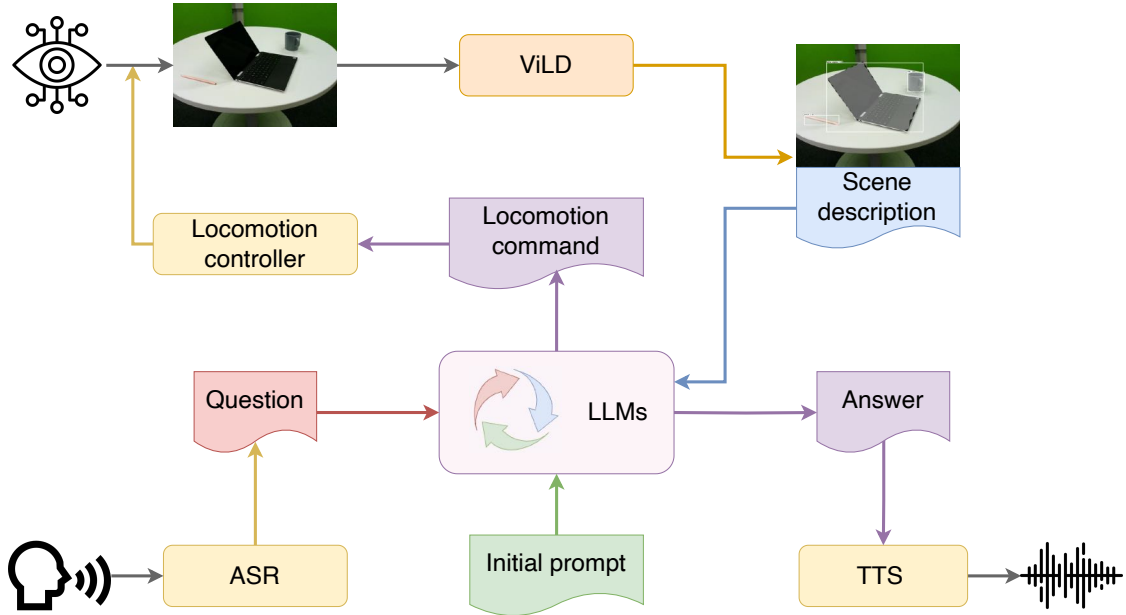 ViLD
Scene
description
Locomotion
controller
Locomotion
command
Question
LLMs
Answer
ASR
Initial prompt
TTS